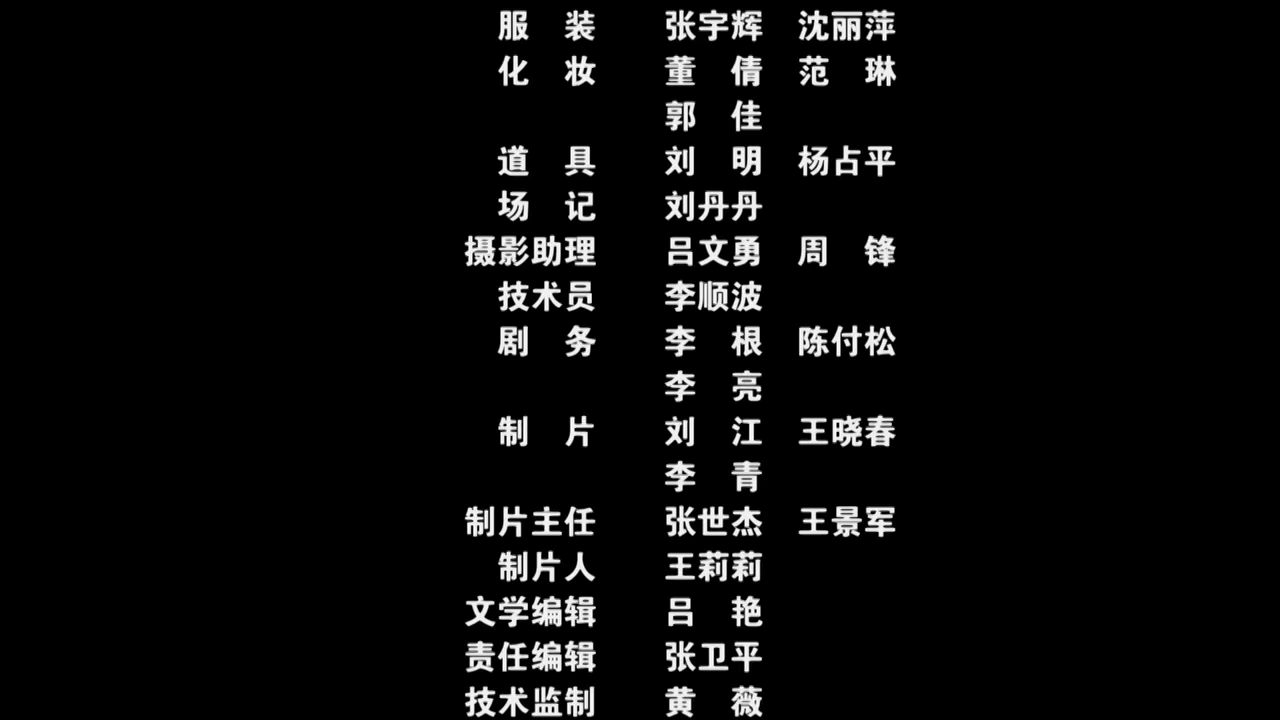 服　装　　张宇辉　沈丽萍
化　妆　　董　倩　范　琳
郭　佳
道　具　　刘　明　杨占平
场　记　　刘丹丹
摄影助理　　吕文勇　周　锋
技术员　　李顺波
剧　务　　李　根　陈付松
李　亮
制　片　　刘　江　王晓春
李　青
制片主任　　张世杰　王景军
制片人　　王莉莉
文学编辑　　吕　艳
责任编辑　　张卫平
技术监制　　黄　薇